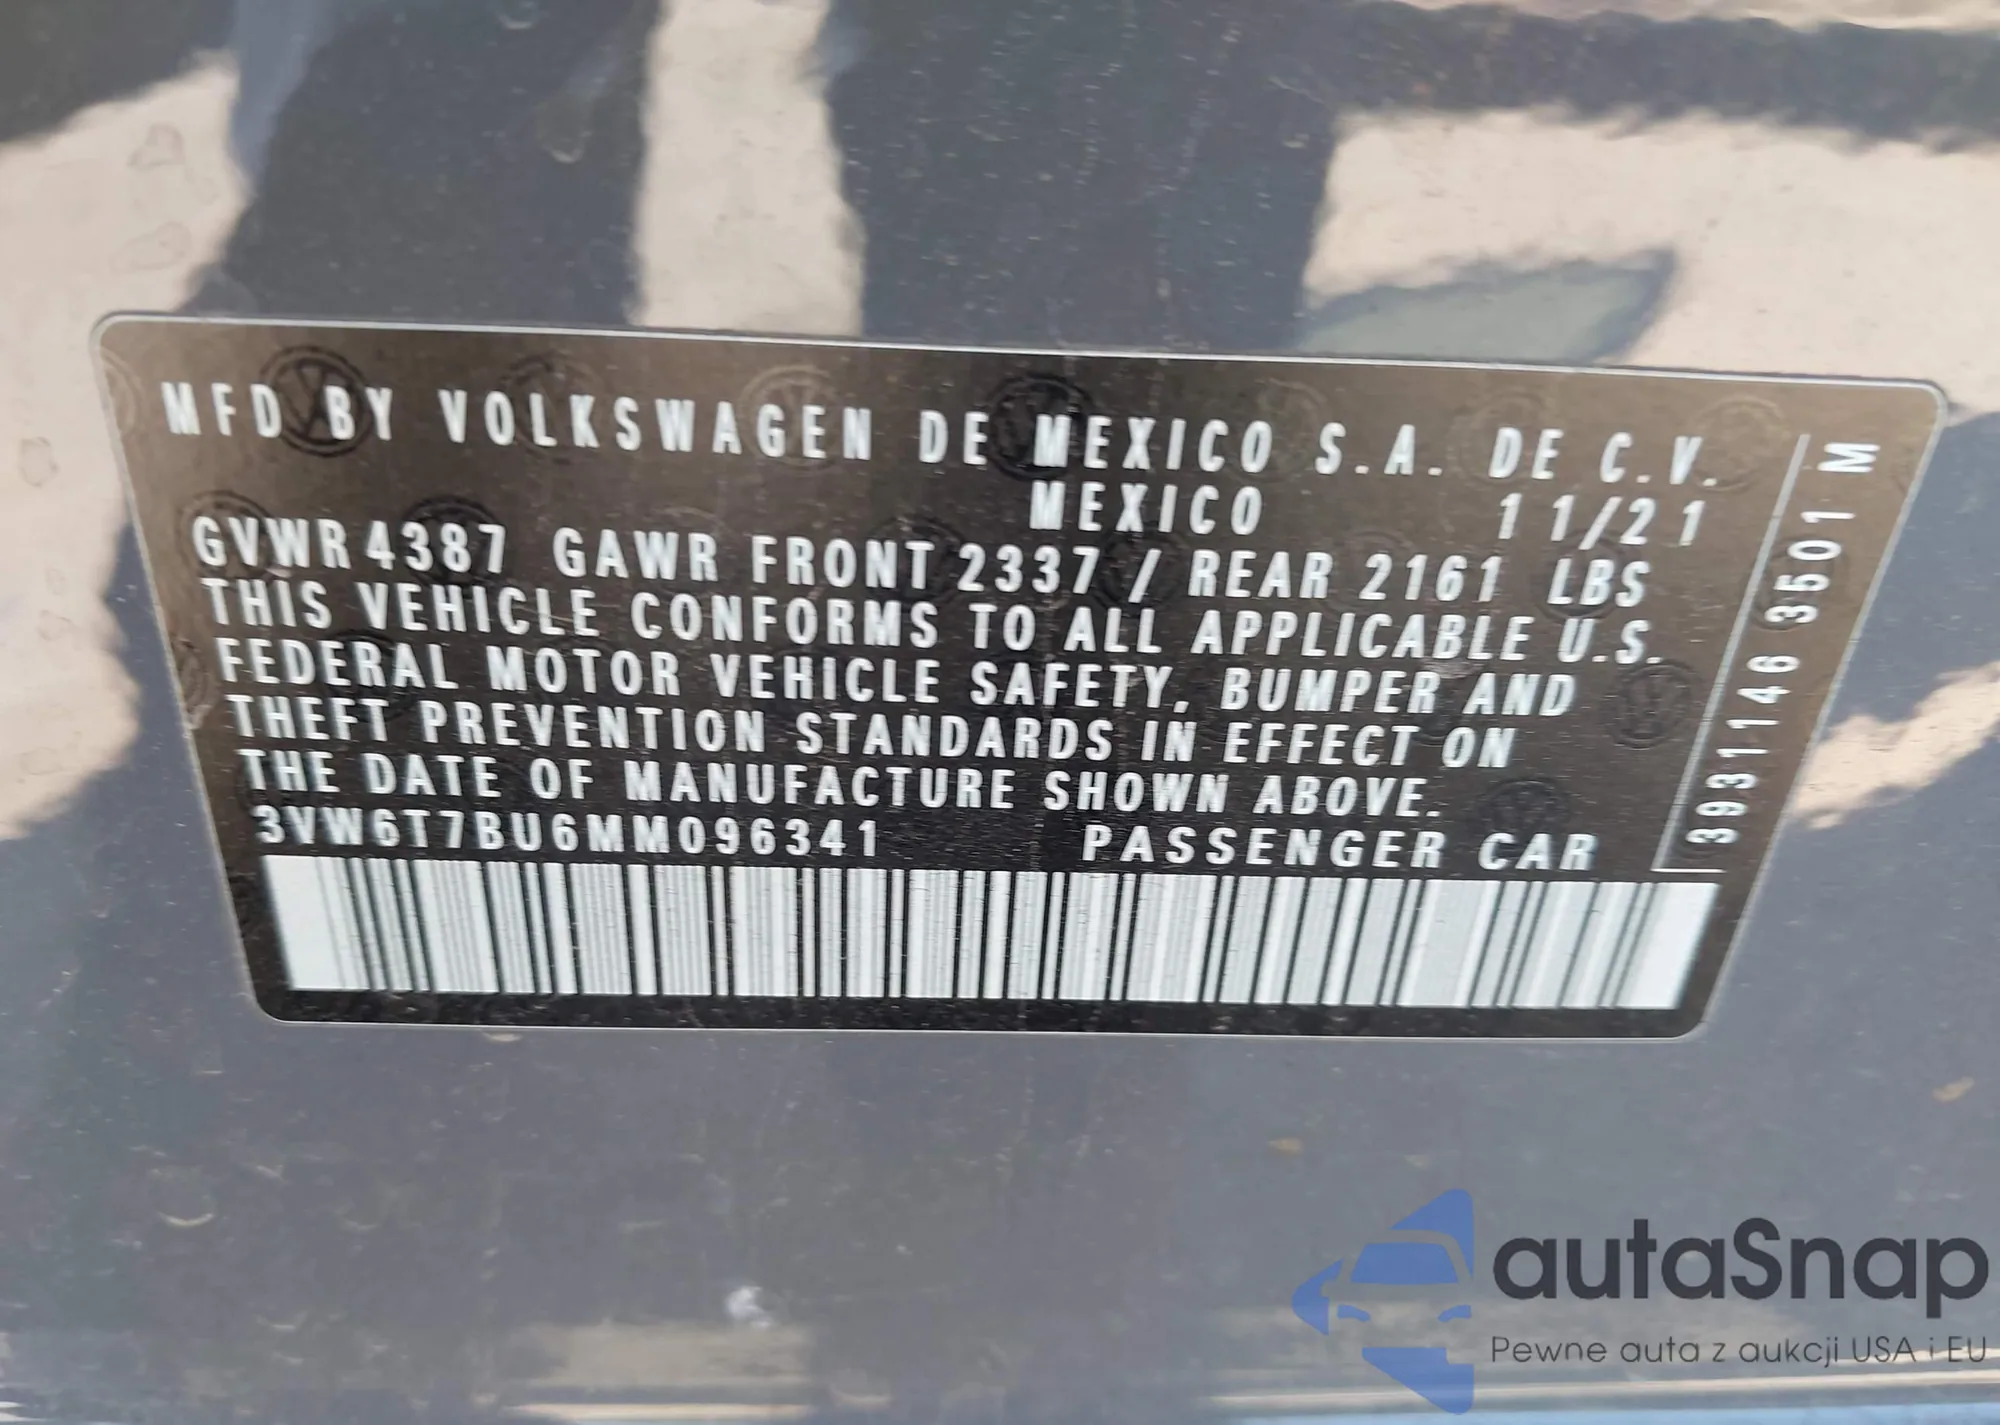 MFD BY VOLKSWAGEN DE MEXICO S.A. DE C.V.
MEXICO 11/21
GVWR 4387 GAWR FRONT 2337 / REAR 2161 LBS
THIS VEHICLE CONFORMS TO ALL APPLICABLE U.S.
FEDERAL MOTOR VEHICLE SAFETY, BUMPER AND
THEFT PREVENTION STANDARDS IN EFFECT ON
THE DATE OF MANUFACTURE SHOWN ABOVE.
3VW6T7BU6MM096341 PASSENGER CAR
3931146 3501 M
autaSnap
Pewne auta z aukcji USA i EU